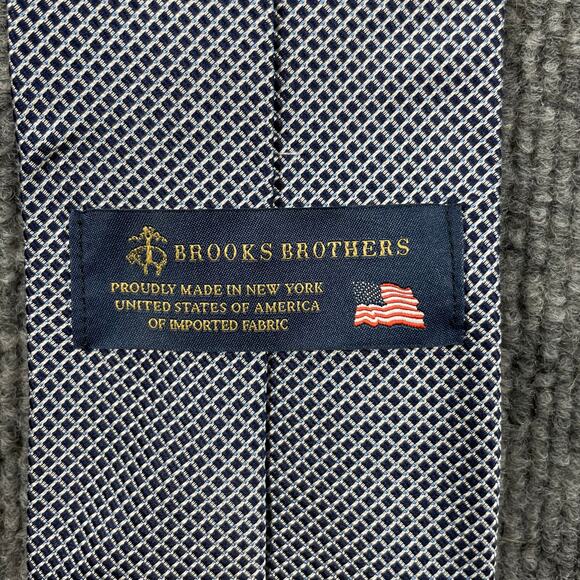 BROOKS BROTHERS
PROUDLY MADE IN NEW YORK
UNITED STATES OF AMERICA
OF IMPORTED FABRIC